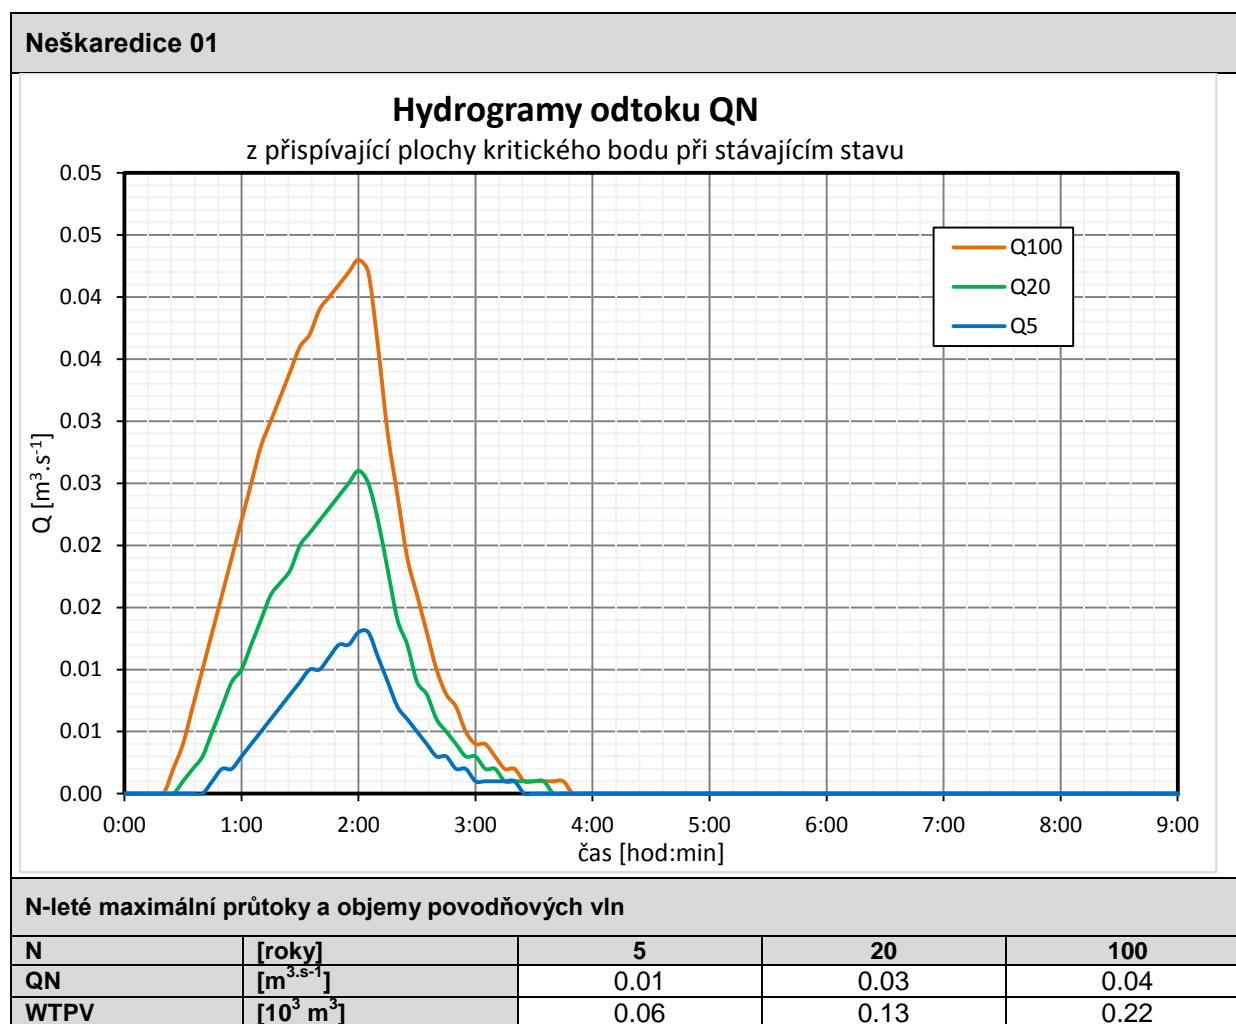 Neškaredice 01
Hydrogramy odtoku QN
z přispívající plochy kritického bodu při stávajícím stavu
0.05
0.05
0.04
0.04
0.03
0.03
0.02
0.02
0.01
0.01
0.00
Q [m³.s⁻¹]
Q100
Q20
Q5
0:00 1:00 2:00 3:00 4:00 5:00 6:00 7:00 8:00 9:00
čas [hod:min]
N-leté maximální průtoky a objemy povodňových vln
N [roky] 5 20 100
QN [m³·ˢ⁻¹] 0.01 0.03 0.04
WTPV [10³ m³] 0.06 0.13 0.22